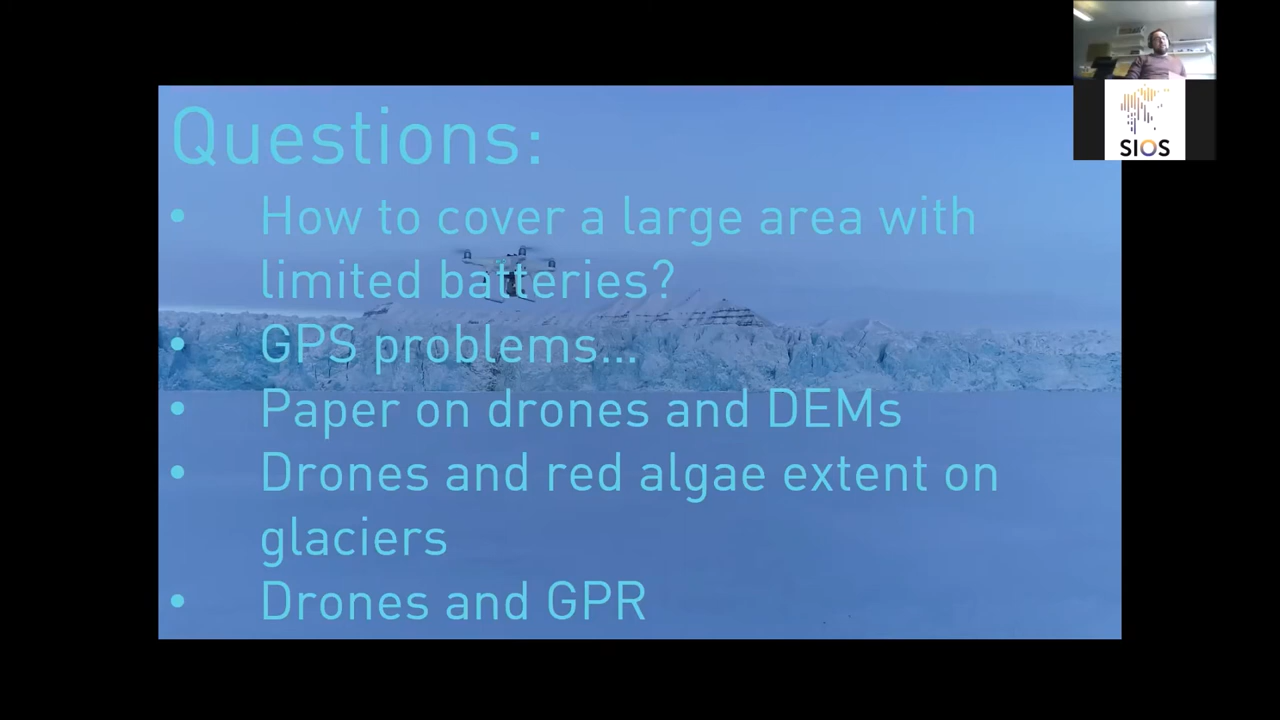 Questions:
• How to cover a large area with
limited batteries?
• GPS problems...
• Paper on drones and DEMs
• Drones and red algae extent on
glaciers
• Drones and GPR
SIOS